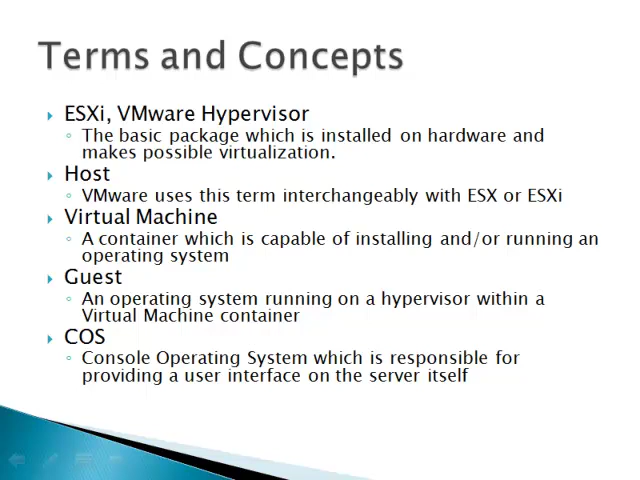 Terms and Concepts
ESXi, VMware Hypervisor
The basic package which is installed on hardware and
makes possible virtualization.
Host
VMware uses this term interchangeably with ESX or ESXi
Virtual Machine
A container which is capable of installing and/or running an
operating system
Guest
An operating system running on a hypervisor within a
Virtual Machine container
COS
Console Operating System which is responsible for
providing a user interface on the server itself